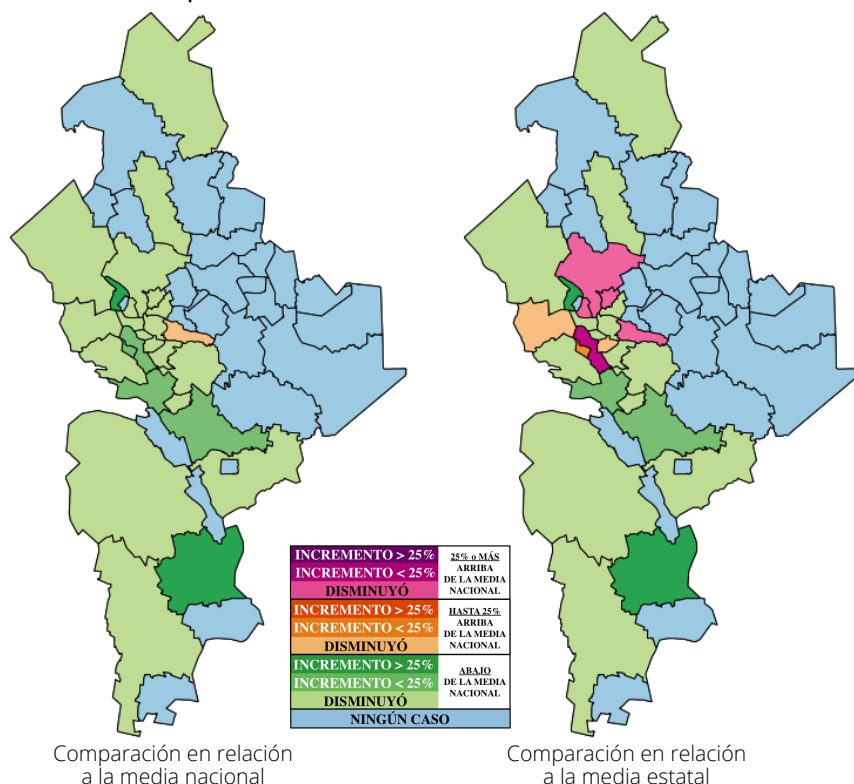 INCREMENTO > 25%
INCREMENTO < 25%
DISMINUYÓ
25% o MÁS
ARRIBA
DE LA MEDIA
NACIONAL
INCREMENTO > 25%
INCREMENTO < 25%
DISMINUYÓ
HASTA 25%
ARRIBA
DE LA MEDIA
NACIONAL
INCREMENTO > 25%
INCREMENTO < 25%
DISMINUYÓ
ABAJO
DE LA MEDIA
NACIONAL
NINGÚN CASO
Comparación en relación
a la media nacional
Comparación en relación
a la media estatal